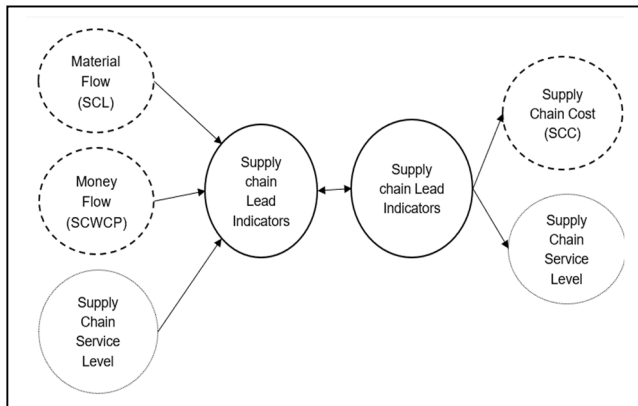 Material
Flow
(SCL)
Money
Flow
(SCWCP)
Supply
Chain
Service
Level
Supply
chain
Lead
Indicators
Supply
chain Lead
Indicators
Supply
Chain Cost
(SCC)
Supply
Chain
Service
Level